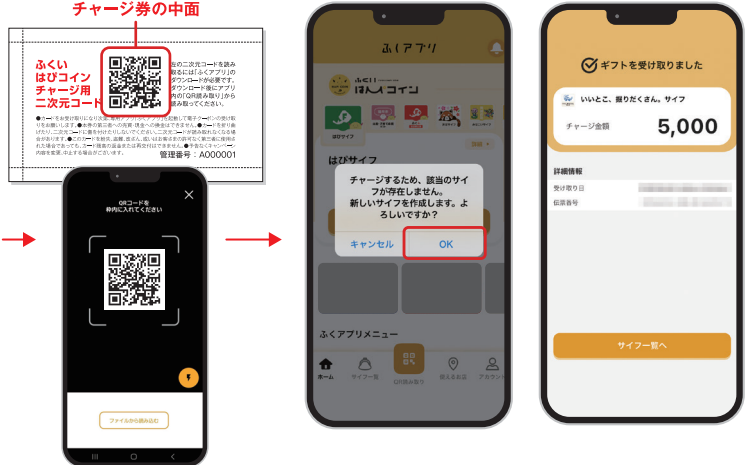 チャージ券の中面
ふくい
はぴコイン
チャージ用
二次元コード
左の二次元コードを読み
取るには「ふくアプリ」の
ダウンロードが必要です。
ダウンロード後にアプリ
内の「QR読み取り」から
読み取ってください。
管理番号：A000001
QRコードを
枠内に入れてください
ファイルから読み込む
ふくアプリ
ふくい
はぴコイン
はぴサイフ
はぴサイフ
チャージするため、該当のサイ
フが存在しません。
新しいサイフを作成します。よ
ろしいですか？
キャンセル
OK
ふくアプリメニュー
ホーム
サイフ一覧
QR読み取り
使えるお店
アカウント
ギフトを受け取りました
いいとこ、掘りだくさん。サイフ
チャージ金額
5,000
詳細情報
受け取り日
伝票番号
サイフ一覧へ